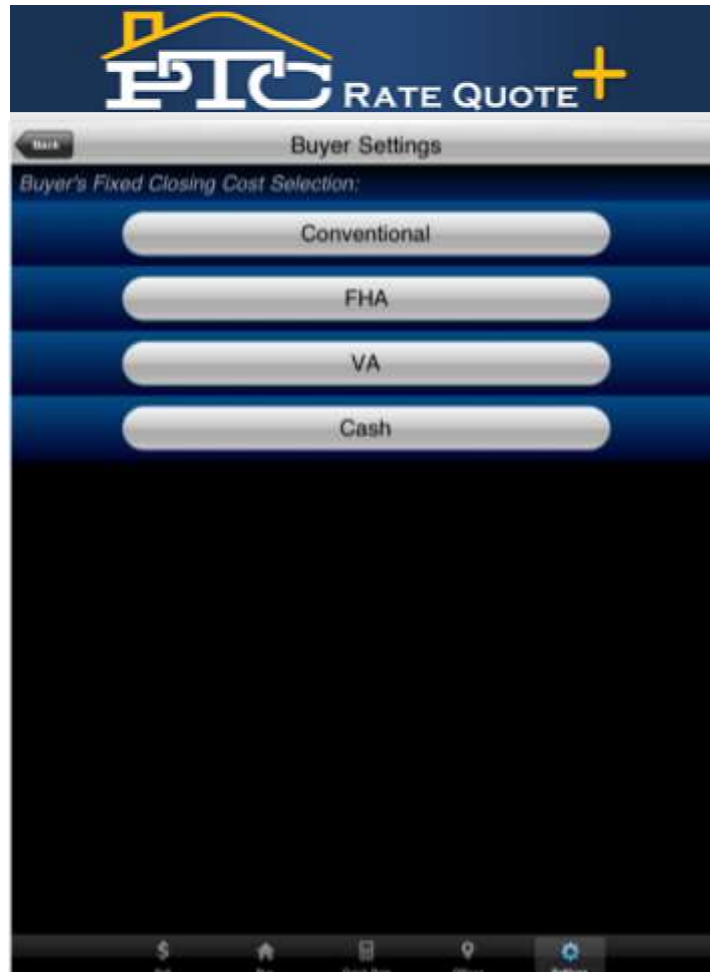 PTC RATE QUOTE+
Back
Buyer Settings
Buyer's Fixed Closing Cost Selection:
Conventional
FHA
VA
Cash